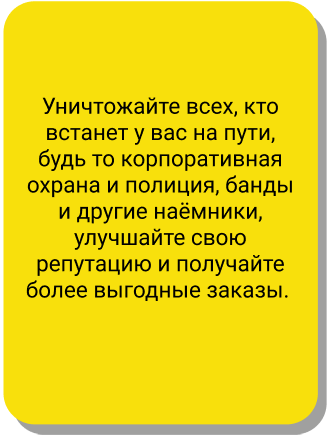 Уничтожайте всех, кто
встанет у вас на пути,
будь то корпоративная
охрана и полиция, банды
и другие наёмники,
улучшайте свою
репутацию и получайте
более выгодные заказы.